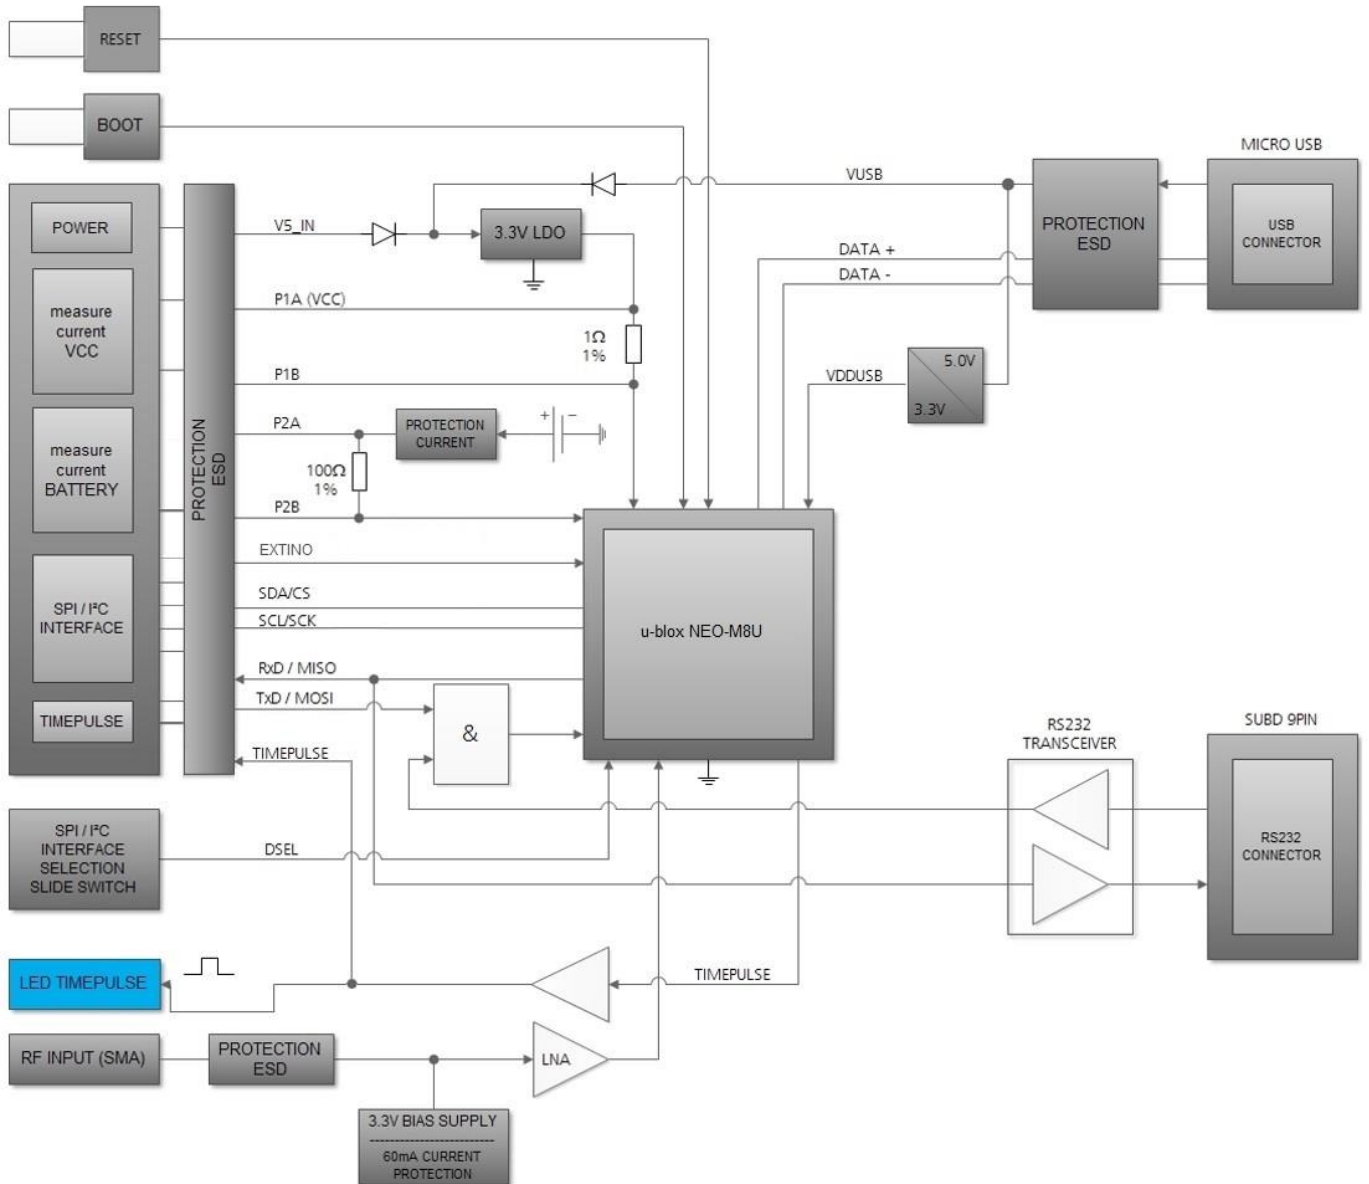 RESET
BOOT
MICRO USB
POWER
measure
current
VCC
measure
current
BATTERY
SPI / I²C
INTERFACE
TIMEPULSE
PROTECTION
ESD
V5_IN
3.3V LDO
VUSB
PROTECTION
ESD
USB
CONNECTOR
DATA +
DATA -
P1A (VCC)
1Ω
1%
P1B
VDDUSB
5.0V
3.3V
P2A
PROTECTION
CURRENT
+
−
100Ω
1%
P2B
EXTINO
SDA/CS
SCL/SCK
u-blox NEO-M8U
RxD / MISO
TxD / MOSI
&
TIMEPULSE
RS232
TRANSCEIVER
SUBD 9PIN
RS232
CONNECTOR
SPI / I²C
INTERFACE
SELECTION
SLIDE SWITCH
DSEL
LED TIMEPULSE
TIMEPULSE
RF INPUT (SMA)
PROTECTION
ESD
LNA
3.3V BIAS SUPPLY
60mA CURRENT
PROTECTION